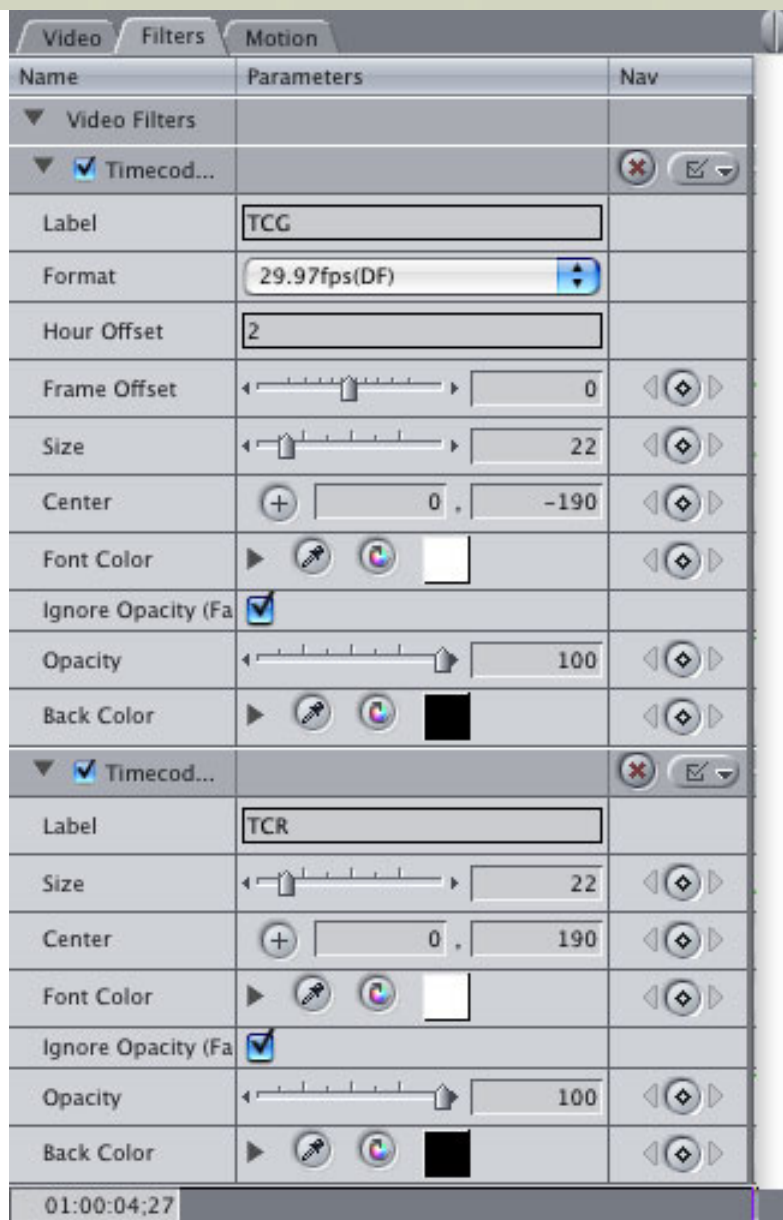 Video Filters Motion
Name Parameters Nav
Video Filters
Timecod...
Label TCG
Format 29.97fps(DF)
Hour Offset 2
Frame Offset 0
Size 22
Center 0 , -190
Font Color
Ignore Opacity (Fa
Opacity 100
Back Color
Timecod...
Label TCR
Size 22
Center 0 , 190
Font Color
Ignore Opacity (Fa
Opacity 100
Back Color
01:00:04;27